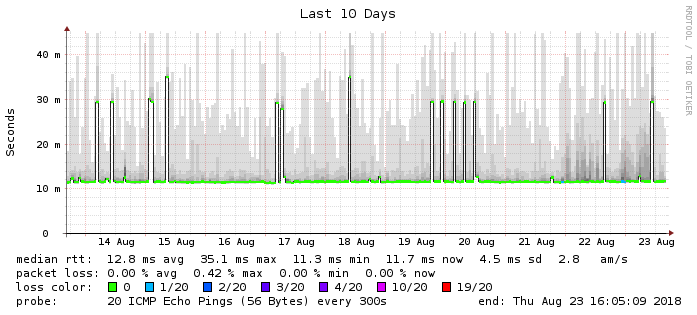 Last 10 Days
RRDTOOL / TOBI OETIKER
Seconds
40 m
30 m
20 m
10 m
0
14 Aug 15 Aug 16 Aug 17 Aug 18 Aug 19 Aug 20 Aug 21 Aug 22 Aug 23 Aug
median rtt: 12.8 ms avg 35.1 ms max 11.3 ms min 11.7 ms now 4.5 ms sd 2.8 am/s
packet loss: 0.00 % avg 0.42 % max 0.00 % min 0.00 % now
loss color: 0 1/20 2/20 3/20 4/20 10/20 19/20
probe: 20 ICMP Echo Pings (56 Bytes) every 300s end: Thu Aug 23 16:05:09 2018